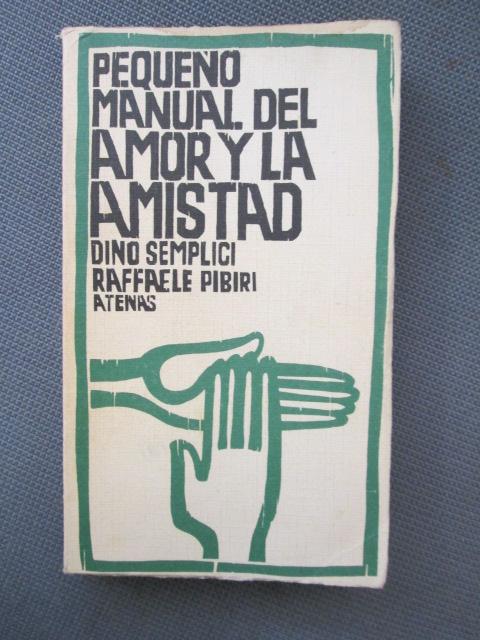 PEQUEÑO
MANUAL DEL
AMOR Y LA
AMISTAD
DINO SEMPLICI
RAFFAELE PIBIRI
ATENAS